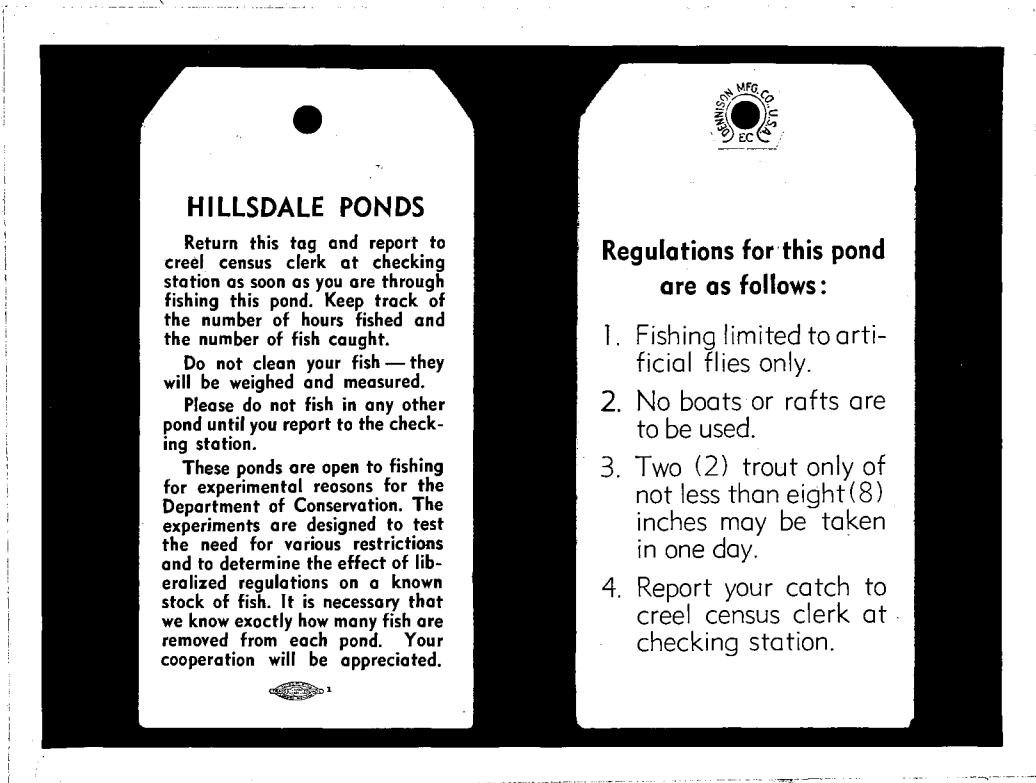 HILLSDALE PONDS
Return this tag and report to
creel census clerk at checking
station as soon as you are through
fishing this pond. Keep track of
the number of hours fished and
the number of fish caught.
Do not clean your fish — they
will be weighed and measured.
Please do not fish in any other
pond until you report to the check-
ing station.
These ponds are open to fishing
for experimental reasons for the
Department of Conservation. The
experiments are designed to test
the need for various restrictions
and to determine the effect of lib-
eralized regulations on a known
stock of fish. It is necessary that
we know exactly how many fish are
removed from each pond. Your
cooperation will be appreciated.
1
DENNISON MFG. CO., U.S.A.
EC
Regulations for this pond
are as follows:
1. Fishing limited to arti-
ficial flies only.
2. No boats or rafts are
to be used.
3. Two (2) trout only of
not less than eight (8)
inches may be taken
in one day.
4. Report your catch to
creel census clerk at
checking station.